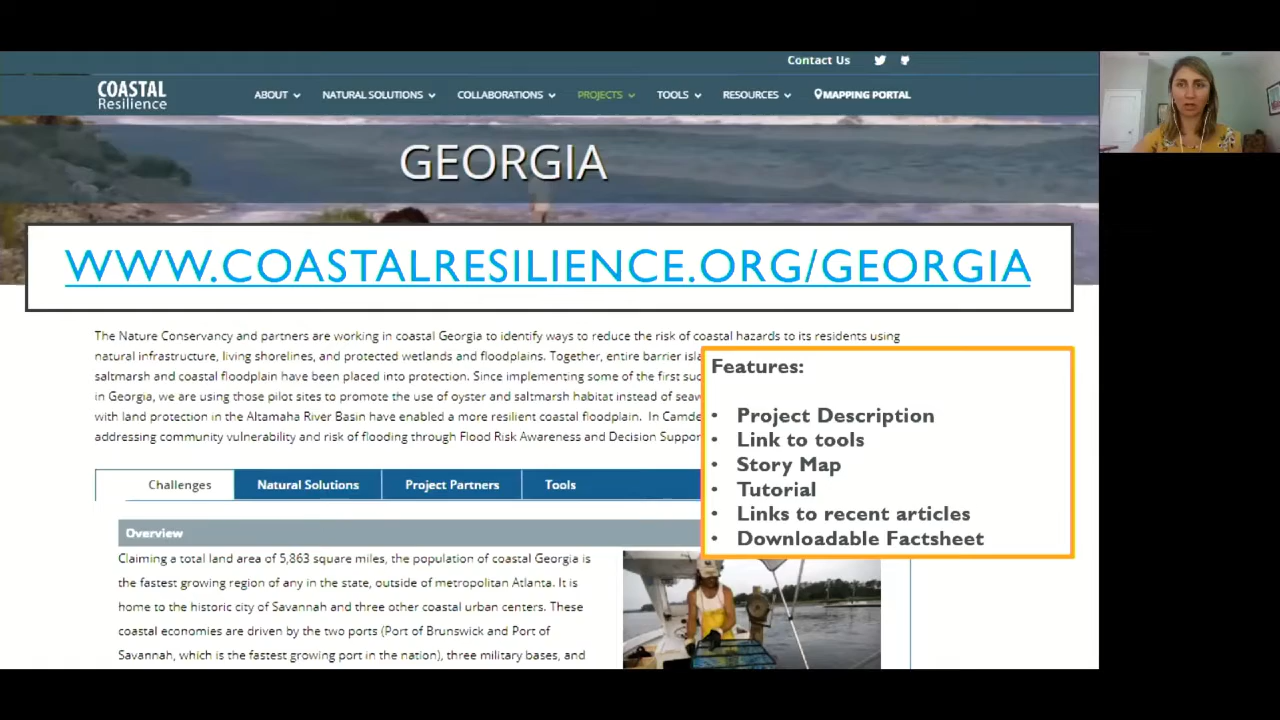 Contact Us
COASTAL
Resilience
ABOUT
NATURAL SOLUTIONS
COLLABORATIONS
PROJECTS
TOOLS
RESOURCES
MAPPING PORTAL
GEORGIA
WWW.COASTALRESILIENCE.ORG/GEORGIA
The Nature Conservancy and partners are working in coastal Georgia to identify ways to reduce the risk of coastal hazards to its residents using
natural infrastructure, living shorelines, and protected wetlands and floodplains. Together, entire barrier
saltmarsh and coastal floodplain have been placed into protection. Since implementing some of the first
in Georgia, we are using those pilot sites to promote the use of oyster and saltmarsh habitat instead of
with land protection in the Altamaha River Basin have enabled a more resilient coastal floodplain. In
addressing community vulnerability and risk of flooding through Flood Risk Awareness and Decision
Features:
• Project Description
• Link to tools
• Story Map
• Tutorial
• Links to recent articles
• Downloadable Factsheet
Challenges
Natural Solutions
Project Partners
Tools
Overview
Claiming a total land area of 5,863 square miles, the population of coastal Georgia is
the fastest growing region of any in the state, outside of metropolitan Atlanta. It is
home to the historic city of Savannah and three other coastal urban centers. These
coastal economies are driven by the two ports (Port of Brunswick and Port of
Savannah, which is the fastest growing port in the nation), three military bases, and